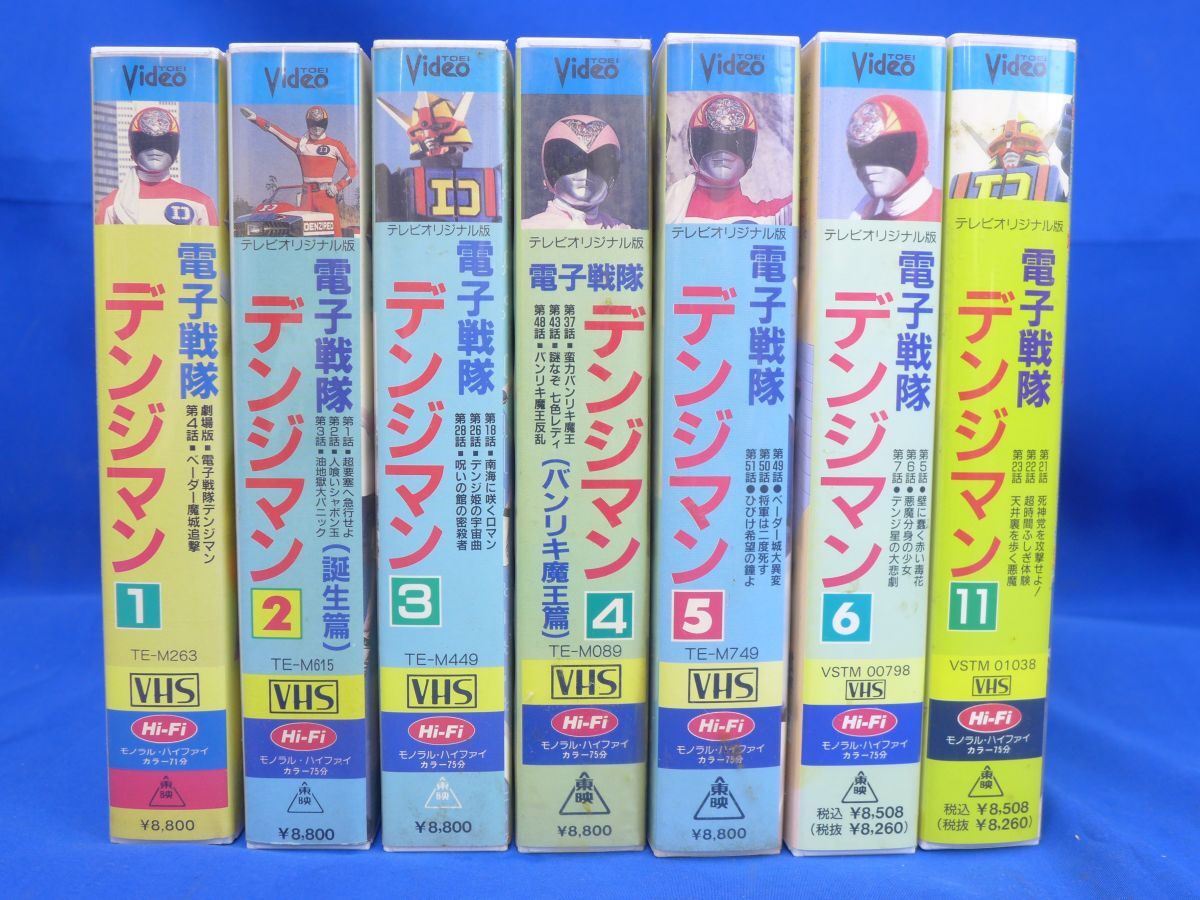 TOEI
Video
電子戦隊
デンジマン
劇場版・電子戦隊デンジマン
第4話・ベーダー魔城追撃
1
TE-M263
VHS
Hi-Fi
モノラル・ハイファイ
カラー71分
東映
¥8,800
TOEI
Video
DENZIPED
テレビオリジナル版
電子戦隊
デンジマン
第1話・超要塞へ急行せよ
第2話・人喰いシャボン玉
第3話・油地獄大パニック
(誕生篇)
2
TE-M615
VHS
Hi-Fi
モノラル・ハイファイ
カラー75分
東映
¥8,800
TOEI
Video
テレビオリジナル版
電子戦隊
デンジマン
第18話・南海に咲くロマン
第26話・デンジ姫の宇宙曲
第28話・呪いの館の密殺者
3
TE-M449
VHS
Hi-Fi
モノラル・ハイファイ
カラー75分
東映
¥8,800
TOEI
Video
テレビオリジナル版
電子戦隊
デンジマン
第37話・蛮力バンリキ魔王
第43話・謎なぞ七色レディ
第48話・バンリキ魔王反乱
(バンリキ魔王篇)
4
TE-M089
VHS
Hi-Fi
モノラル・ハイファイ
カラー75分
東映
¥8,800
TOEI
Video
テレビオリジナル版
電子戦隊
デンジマン
第49話・ベーダー城大異変
第50話・将軍は二度死す
第51話・ひびけ希望の鐘よ
5
TE-M749
VHS
Hi-Fi
モノラル・ハイファイ
カラー75分
東映
¥8,800
TOEI
Video
テレビオリジナル版
電子戦隊
デンジマン
第5話・壁に蠢く赤い毒花
第6話・悪魔分身の少女
第7話・デンジ星の大悲劇
6
VSTM 00798
VHS
Hi-Fi
モノラル・ハイファイ
カラー75分
東映
税込 ¥8,508
(税抜 ¥8,260)
TOEI
Video
テレビオリジナル版
電子戦隊
デンジマン
第21話 死神党を攻撃せよ!
第22話 超時間ふしぎ体験
第23話 天井裏を歩く悪魔
11
VSTM 01038
VHS
Hi-Fi
モノラル・ハイファイ
カラー75分
東映
税込 ¥8,508
(税抜 ¥8,260)